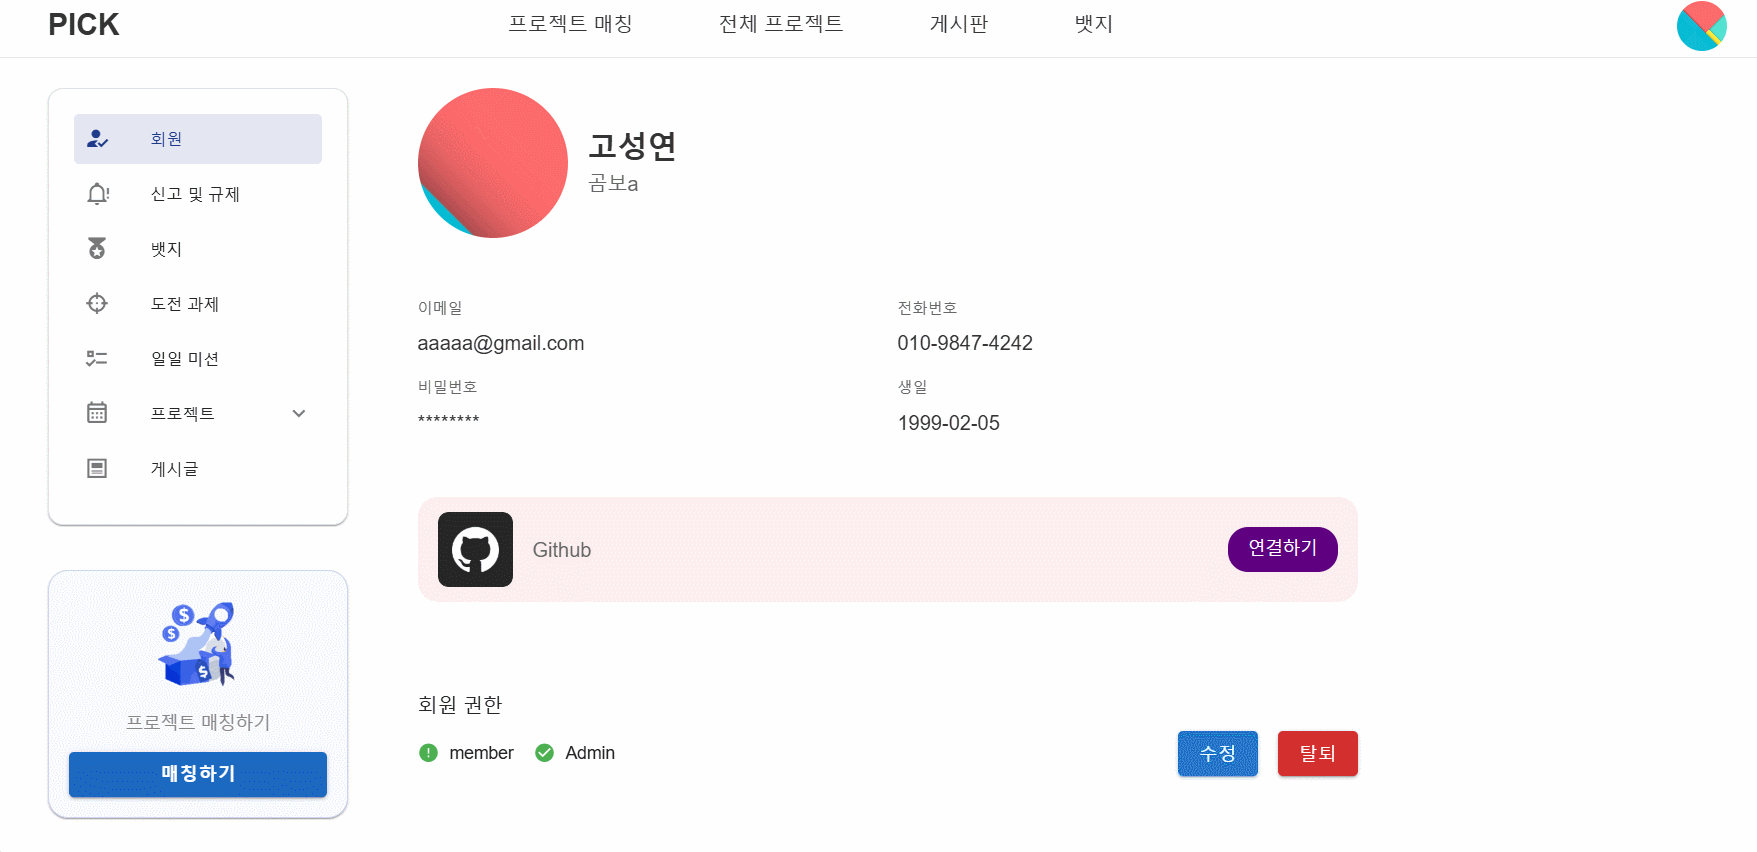 PICK
프로젝트 매칭
전체 프로젝트
게시판
뱃지
회원
신고 및 규제
뱃지
도전 과제
일일 미션
프로젝트
게시글
프로젝트 매칭하기
매칭하기
고성연
곰보a
이메일
aaaaa@gmail.com
전화번호
010-9847-4242
비밀번호
********
생일
1999-02-05
Github
연결하기
회원 권한
member
Admin
수정
탈퇴